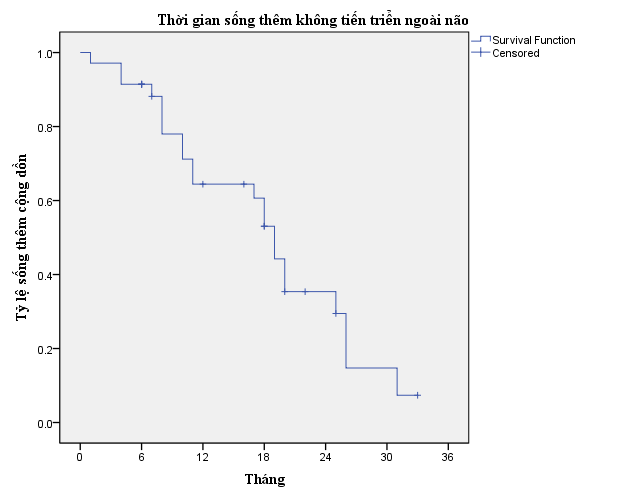 Thời gian sống thêm không tiến triển ngoài não
Survival Function
Censored
Tỷ lệ sống thêm cộng dồn
1.0
0.8
0.6
0.4
0.2
0.0
0 6 12 18 24 30 36
Tháng